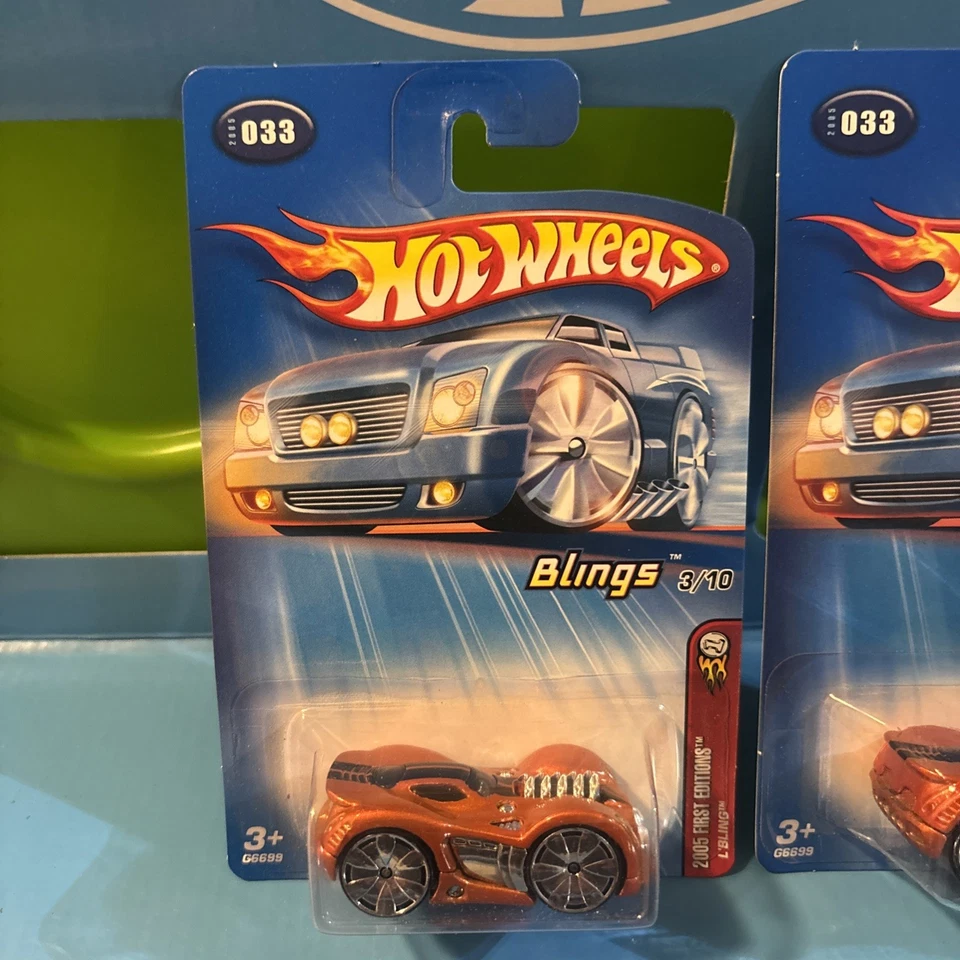 2005
033
HOT WHEELS®
Blings™
3/10
2005 FIRST EDITIONS™
L'BLING™
3+
G6699
2005
033
3+
G6699